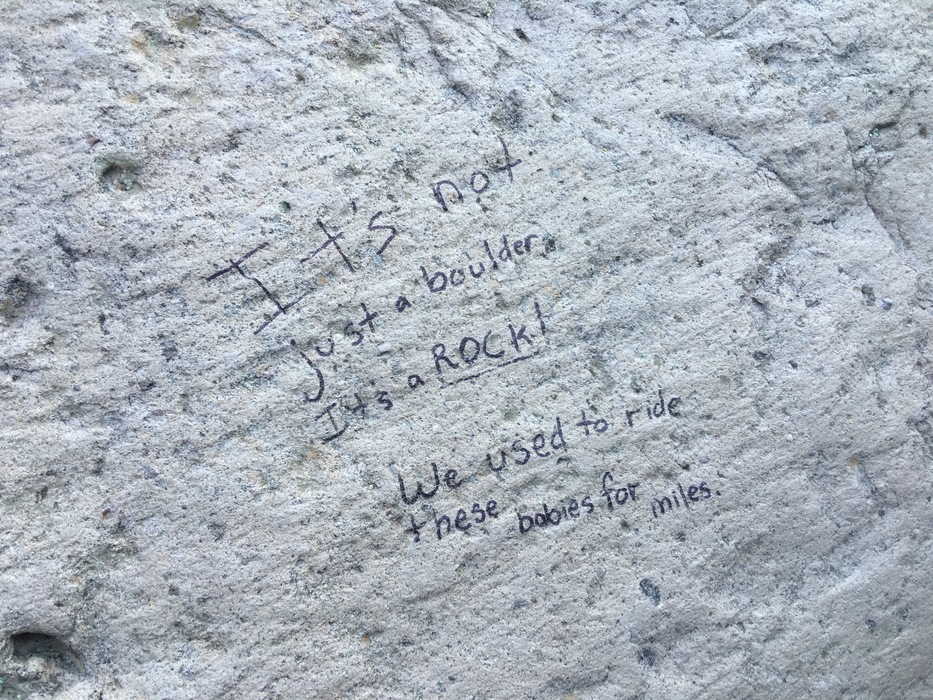 It's not
just a boulder.
It's a ROCK!
We used to ride
these babies for miles.